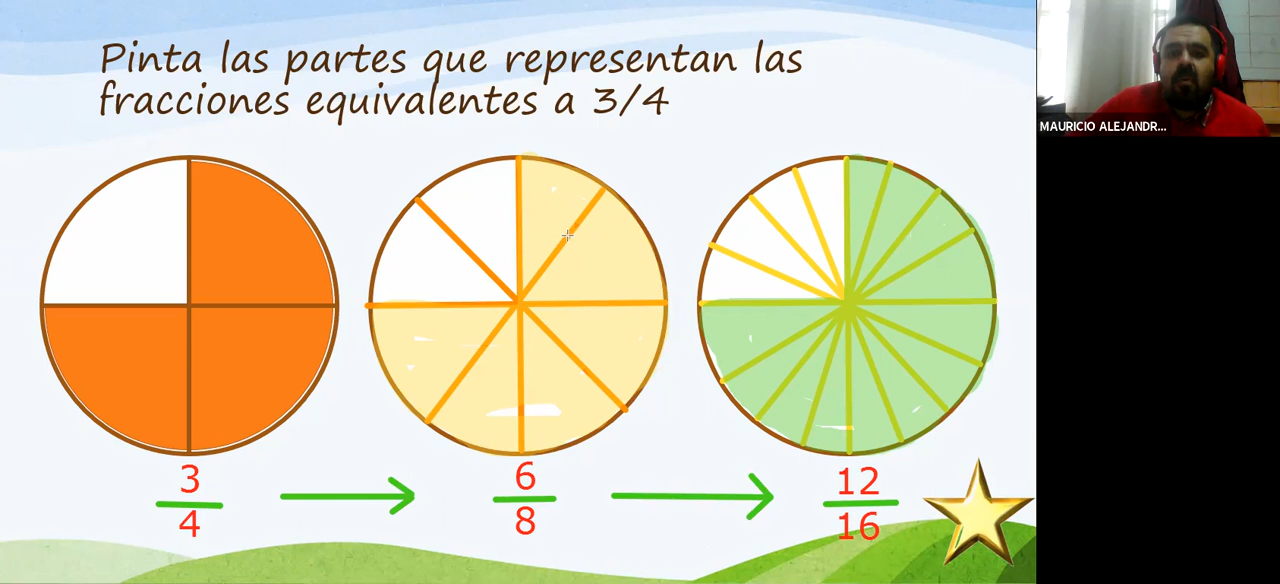 Pinta las partes que representan las
fracciones equivalentes a 3/4
MAURICIO ALEJANDR...
3/4
6/8
12/16